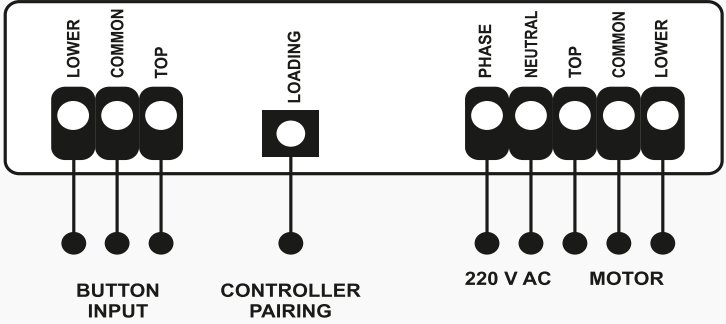 LOWER
COMMON
TOP
LOADING
PHASE
NEUTRAL
TOP
COMMON
LOWER
BUTTON
INPUT
CONTROLLER
PAIRING
220 V AC
MOTOR